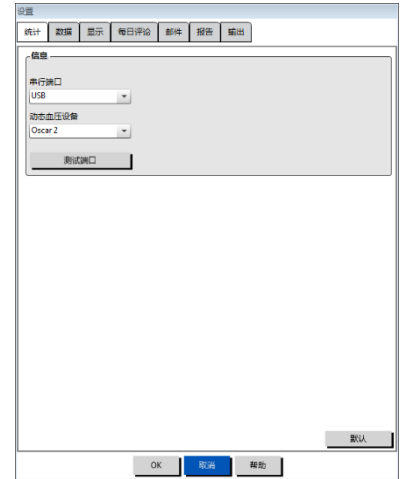 设置
统计 数据 显示 每日评论 邮件 报告 输出
信息
串行端口
USB
动态血压设备
Oscar 2
测试端口
默认
OK 取消 帮助